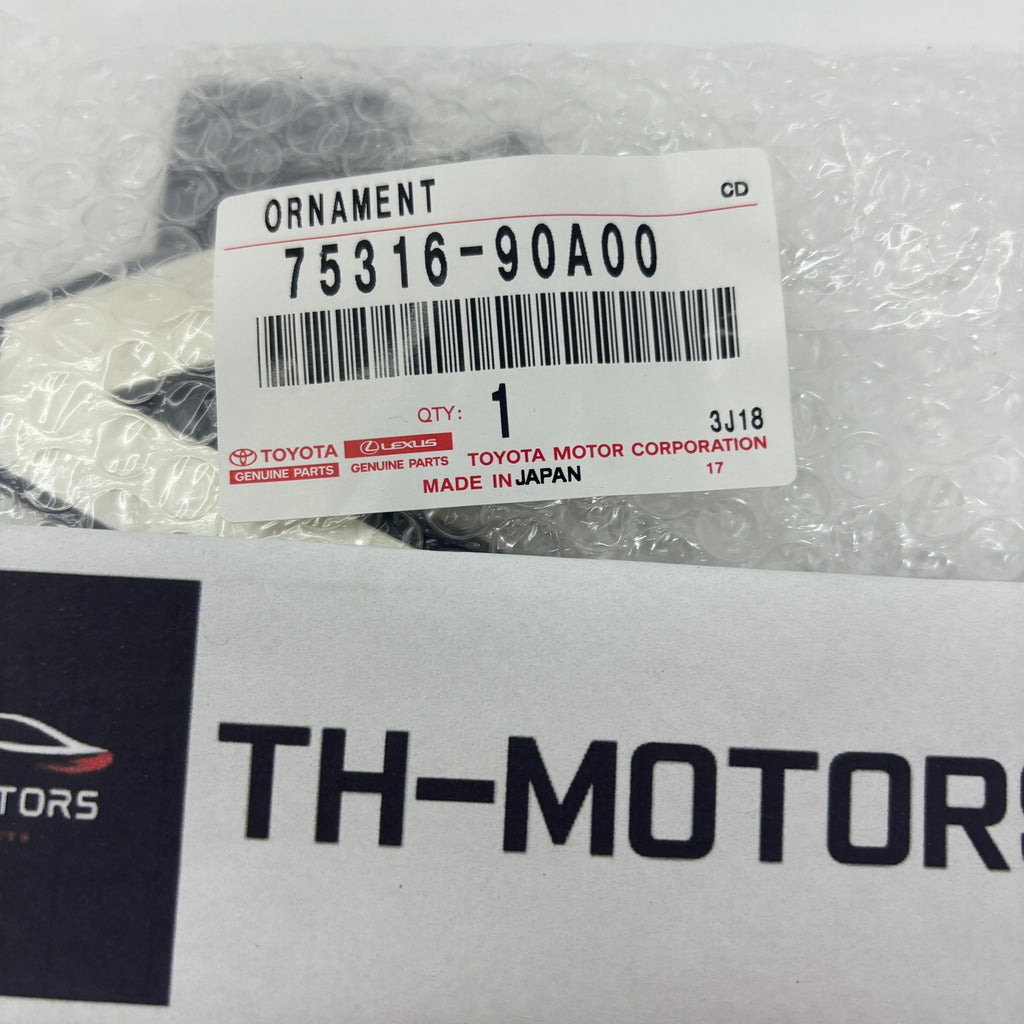 ORNAMENT
CD
75316-90A00
QTY: 1
3J18
TOYOTA
GENUINE PARTS
LEXUS
GENUINE PARTS
TOYOTA MOTOR CORPORATION
MADE IN JAPAN
17
TH-MOTORS
TORS